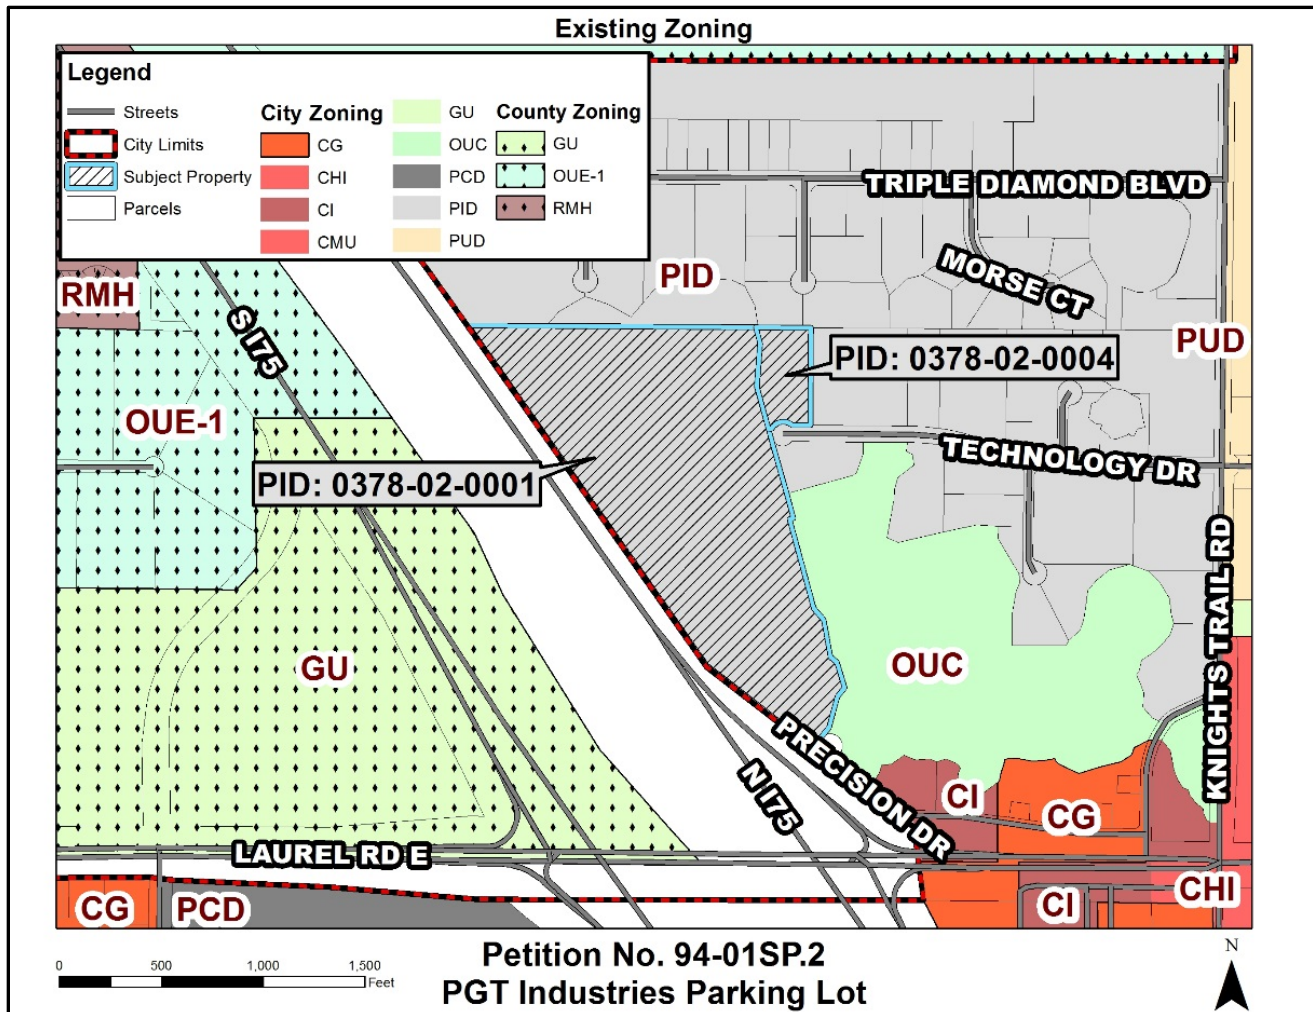 Existing Zoning
Legend
Streets
City Limits
Subject Property
Parcels
City Zoning
CG
CHI
CI
CMU
GU
OUC
PCD
PID
PUD
County Zoning
GU
OUE-1
RMH
TRIPLE DIAMOND BLVD
MORSE CT
PID
RMH
S I75
PUD
PID: 0378-02-0004
OUE-1
TECHNOLOGY DR
PID: 0378-02-0001
KNIGHTS TRAIL RD
GU
OUC
PRECISION DR
N I75
CI
CG
LAUREL RD E
CG
PCD
CI
CHI
Petition No. 94-01SP.2
PGT Industries Parking Lot
0 500 1,000 1,500
Feet
N